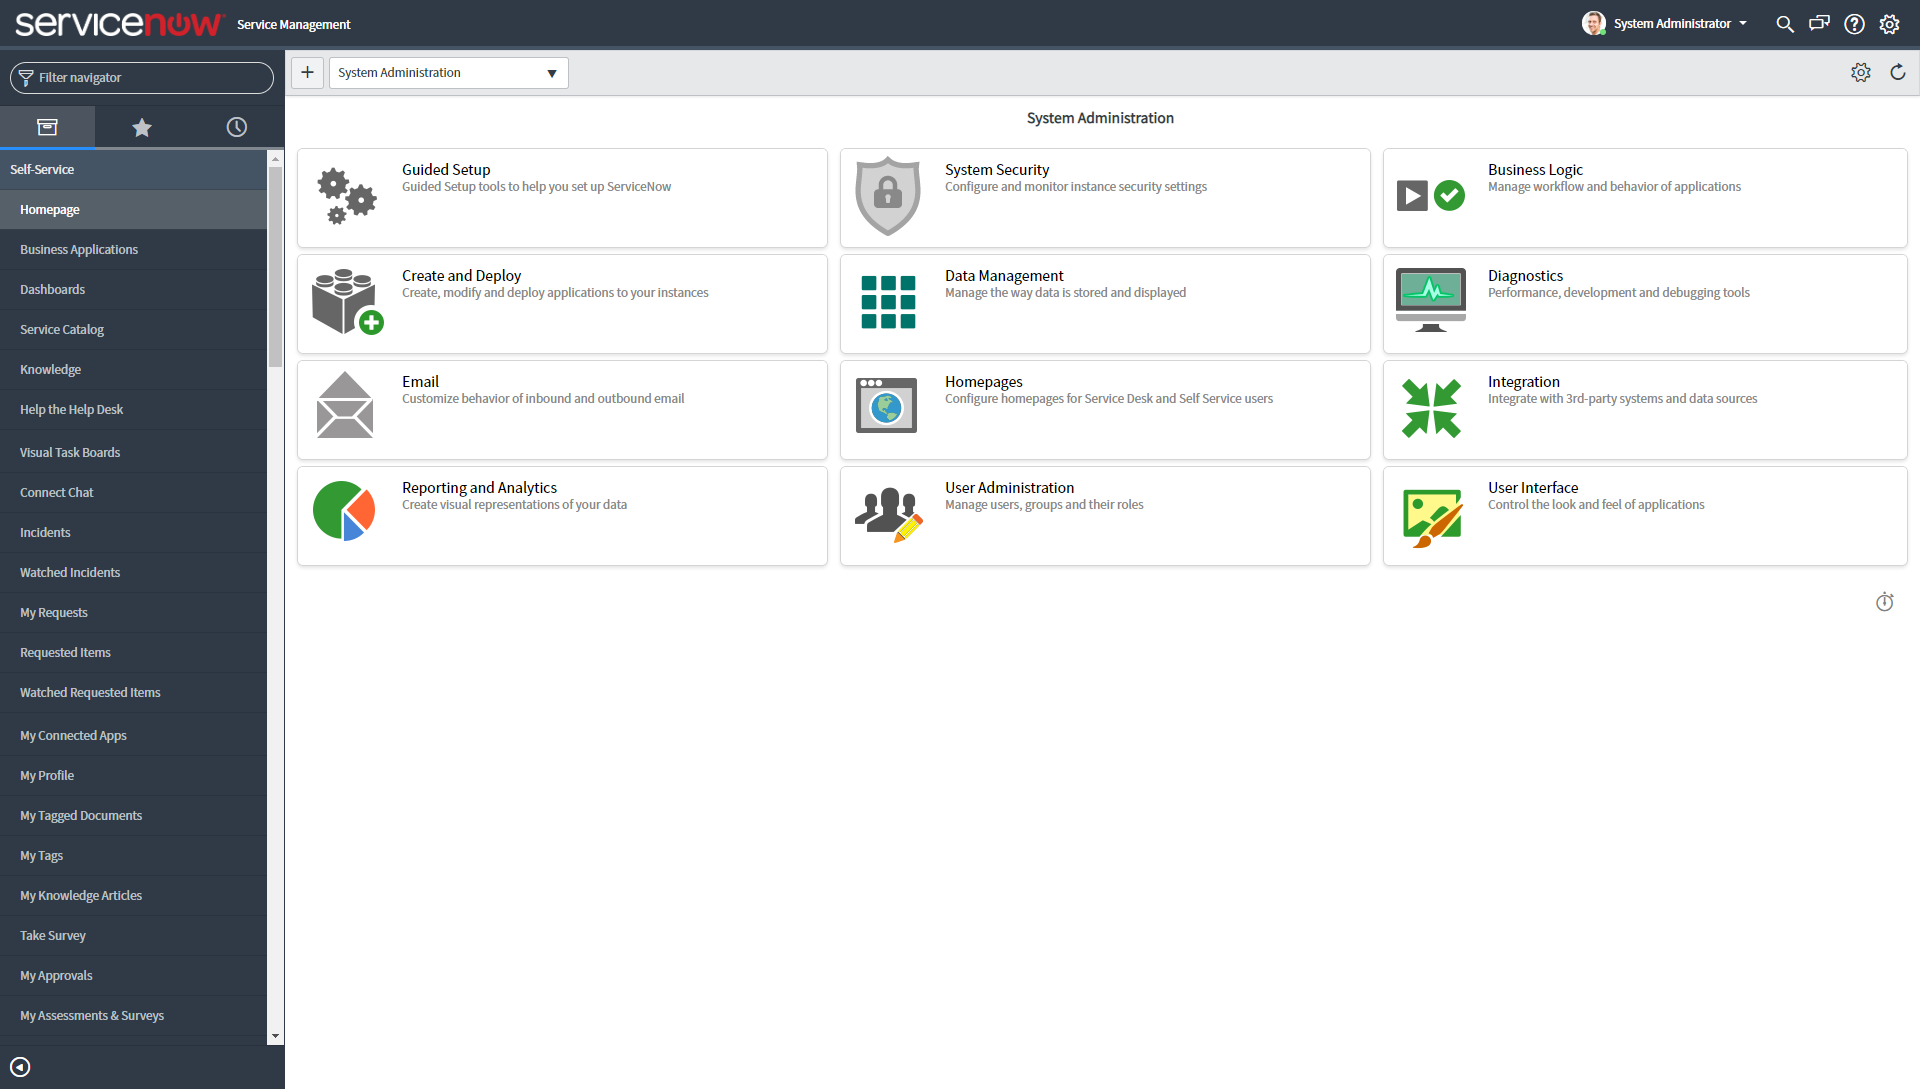 servicenow Service Management
System Administrator
Filter navigator
System Administration
System Administration
Self-Service
Homepage
Business Applications
Dashboards
Service Catalog
Knowledge
Help the Help Desk
Visual Task Boards
Connect Chat
Incidents
Watched Incidents
My Requests
Requested Items
Watched Requested Items
My Connected Apps
My Profile
My Tagged Documents
My Tags
My Knowledge Articles
Take Survey
My Approvals
My Assessments & Surveys
Guided Setup
Guided Setup tools to help you set up ServiceNow
System Security
Configure and monitor instance security settings
Business Logic
Manage workflow and behavior of applications
Create and Deploy
Create, modify and deploy applications to your instances
Data Management
Manage the way data is stored and displayed
Diagnostics
Performance, development and debugging tools
Email
Customize behavior of inbound and outbound email
Homepages
Configure homepages for Service Desk and Self Service users
Integration
Integrate with 3rd-party systems and data sources
Reporting and Analytics
Create visual representations of your data
User Administration
Manage users, groups and their roles
User Interface
Control the look and feel of applications